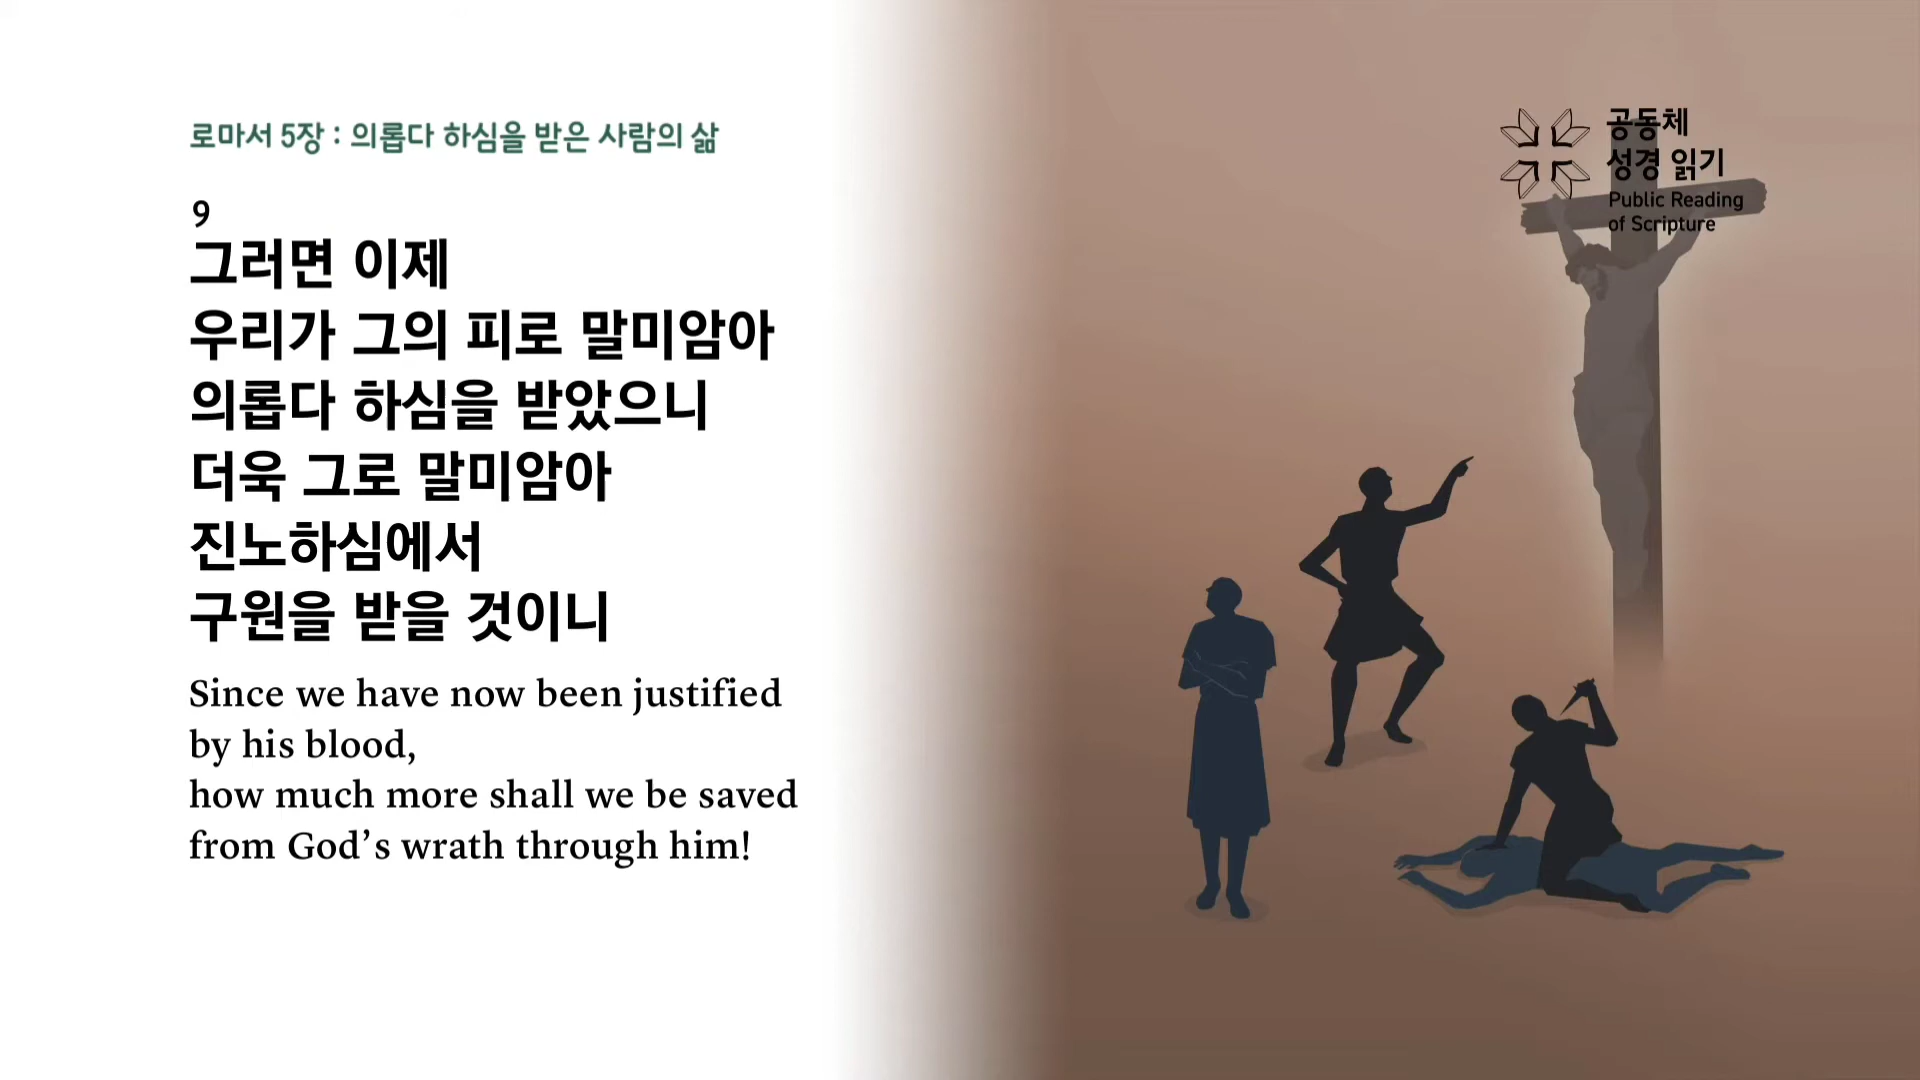 로마서 5장 : 의롭다 하심을 받은 사람의 삶
9
그러면 이제
우리가 그의 피로 말미암아
의롭다 하심을 받았으니
더욱 그로 말미암아
진노하심에서
구원을 받을 것이니
Since we have now been justified
by his blood,
how much more shall we be saved
from God’s wrath through him!
공동체
성경 읽기
Public Reading
of Scripture